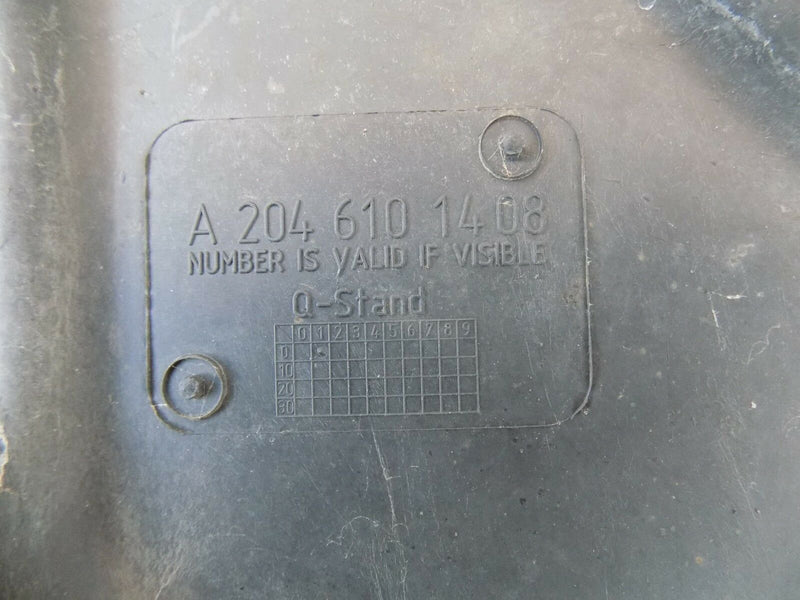 A 204 610 14 08
NUMBER IS VALID IF VISIBLE
Q-Stand
0 1 2 3 4 5 6 7 8 9
0
10
20
30